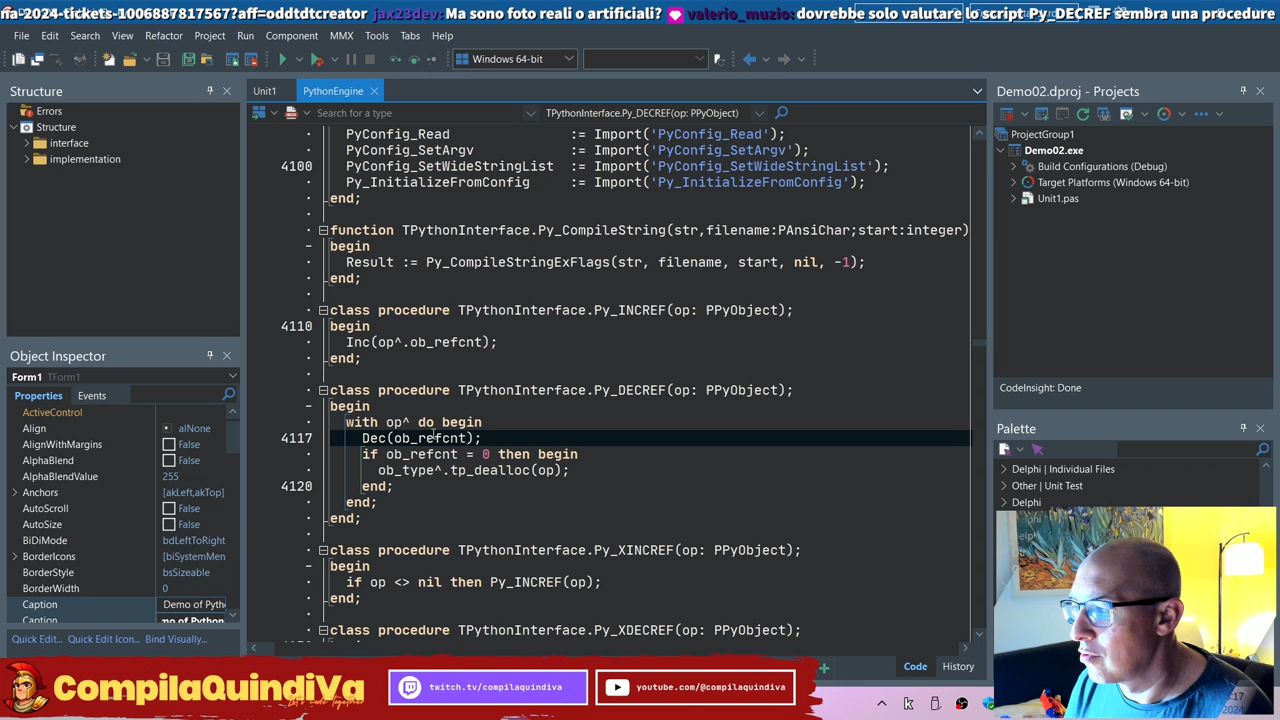 na-2024-tickets-1006887817567?aff=oddtdtcreator jax23dev: Ma sono foto reali o artificiali? valerio_muzio: dovrebbe solo valutare lo script Py_DECREF sembra una procedure
File Edit Search View Refactor Project Run Component MMX Tools Tabs Help
Windows 64-bit
Structure
Errors
Structure
interface
implementation
Object Inspector
Form1 TForm1
Properties Events
ActiveControl
Align alNone
AlignWithMargins False
AlphaBlend False
AlphaBlendValue 255
Anchors [akLeft,akTop]
AutoScroll False
AutoSize False
BiDiMode bdLeftToRight
BorderIcons [biSystemMen
BorderStyle bsSizeable
BorderWidth 0
Caption Demo of Pyth
Quick Edit... Quick Edit Icon... Bind Visually...
Unit1 PythonEngine
Search for a type TPythonInterface.Py_DECREF(op: PPyObject)
PyConfig_Read := Import('PyConfig_Read');
PyConfig_SetArgv := Import('PyConfig_SetArgv');
4100 PyConfig_SetWideStringList := Import('PyConfig_SetWideStringList');
Py_InitializeFromConfig := Import('Py_InitializeFromConfig');
end;
function TPythonInterface.Py_CompileString(str,filename:PAnsiChar;start:integer)
begin
Result := Py_CompileStringExFlags(str, filename, start, nil, -1);
end;
class procedure TPythonInterface.Py_INCREF(op: PPyObject);
4110 begin
Inc(op^.ob_refcnt);
end;
class procedure TPythonInterface.Py_DECREF(op: PPyObject);
begin
with op^ do begin
4117 Dec(ob_refcnt);
if ob_refcnt = 0 then begin
ob_type^.tp_dealloc(op);
4120 end;
end;
end;
class procedure TPythonInterface.Py_XINCREF(op: PPyObject);
begin
if op <> nil then Py_INCREF(op);
end;
class procedure TPythonInterface.Py_XDECREF(op: PPyObject);
Code History
Demo02.dproj - Projects
ProjectGroup1
Demo02.exe
Build Configurations (Debug)
Target Platforms (Windows 64-bit)
Unit1.pas
CodeInsight: Done
Palette
Delphi | Individual Files
Other | Unit Test
Delphi
CompilaQuindiVa
Let's code Together
twitch.tv/compilaquindiva
youtube.com/@compilaquindiva